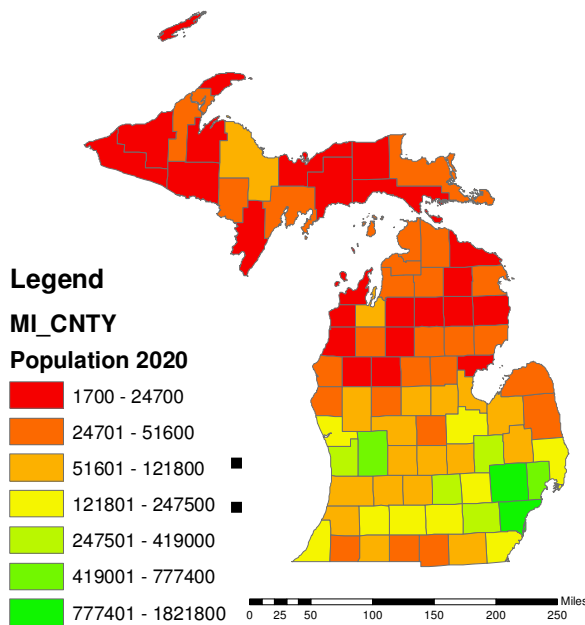 Legend
MI_CNTY
Population 2020
1700 - 24700
24701 - 51600
51601 - 121800
121801 - 247500
247501 - 419000
419001 - 777400
777401 - 1821800
Miles
0 25 50 100 150 200 250